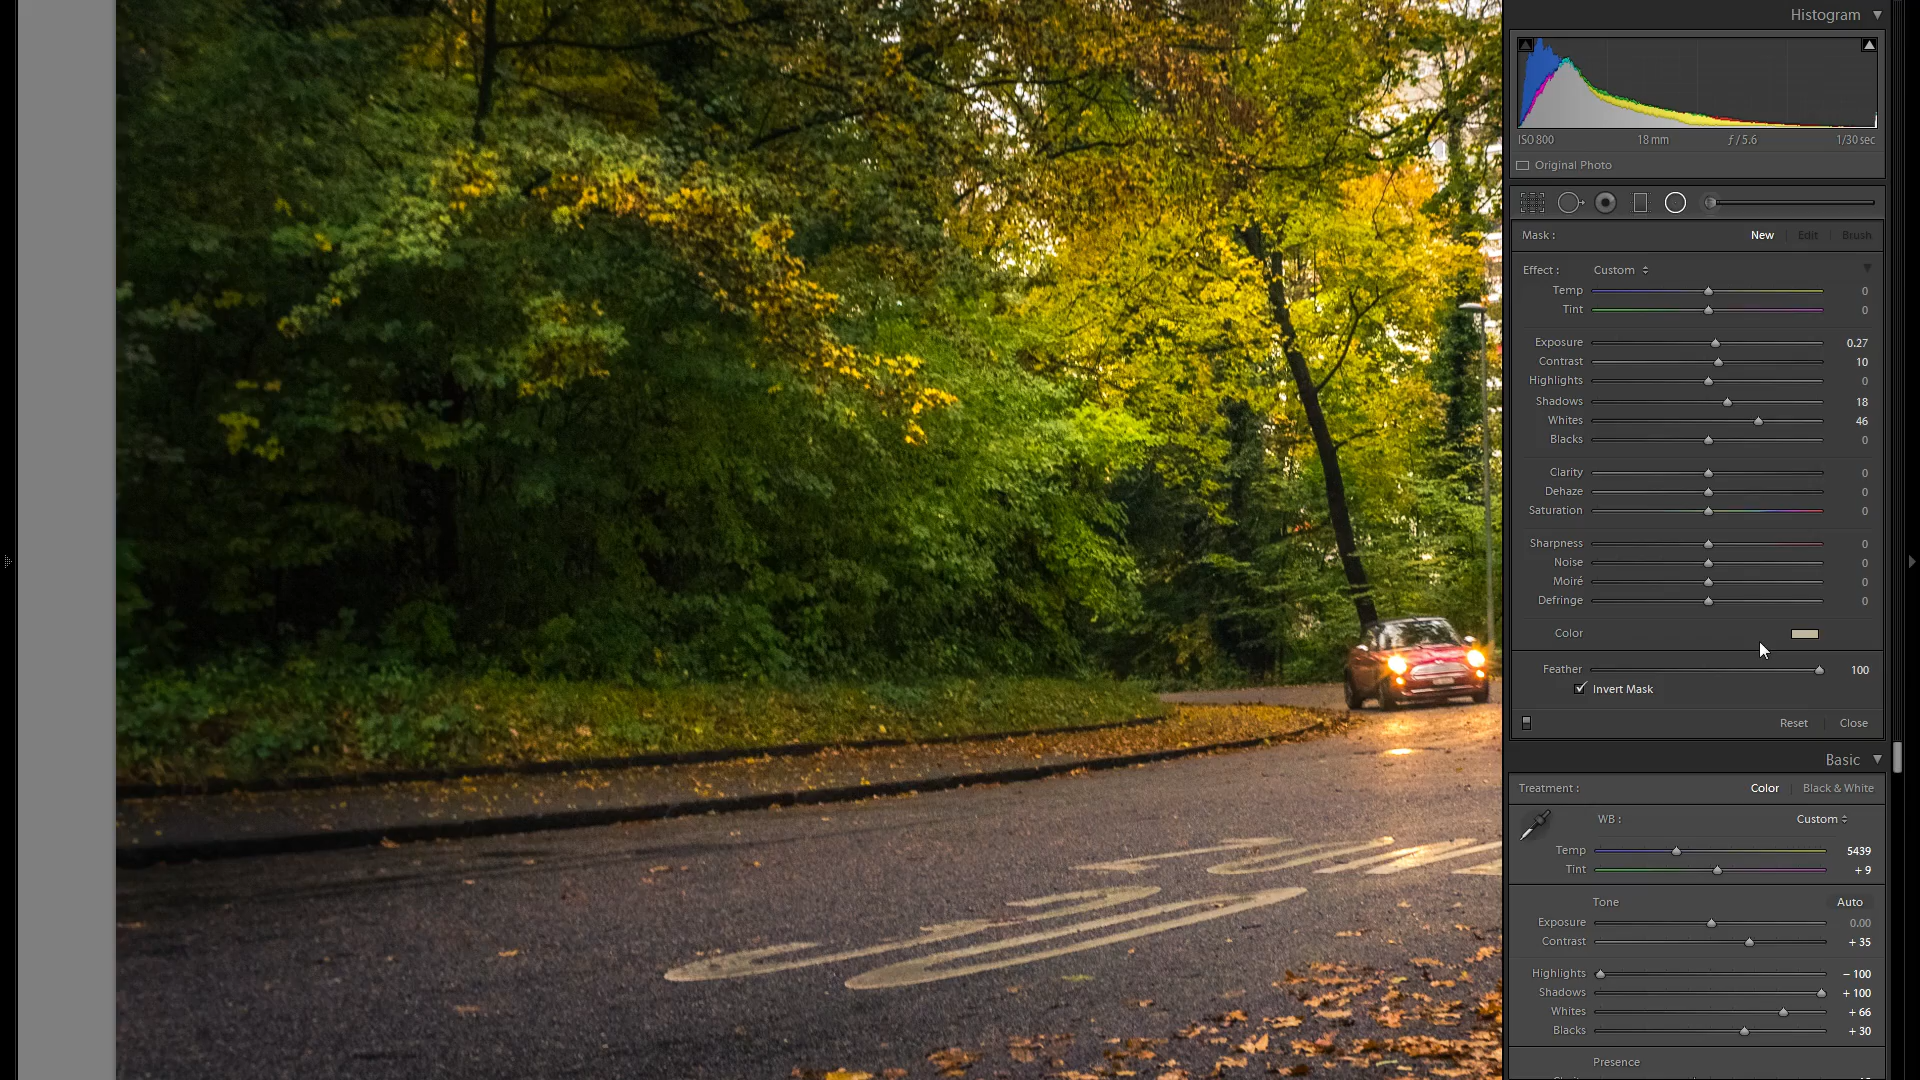 Histogram
ISO 800 18 mm ƒ / 5.6 1/30 sec
Original Photo
Mask : New Edit Brush
Effect : Custom
Temp 0
Tint 0
Exposure 0.27
Contrast 10
Highlights 0
Shadows 18
Whites 46
Blacks 0
Clarity 0
Dehaze 0
Saturation 0
Sharpness 0
Noise 0
Moiré 0
Defringe 0
Color
Feather 100
Invert Mask
Reset Close
Basic
Treatment : Color Black & White
WB : Custom
Temp 5439
Tint + 9
Tone Auto
Exposure 0.00
Contrast + 35
Highlights − 100
Shadows + 100
Whites + 66
Blacks + 30
Presence